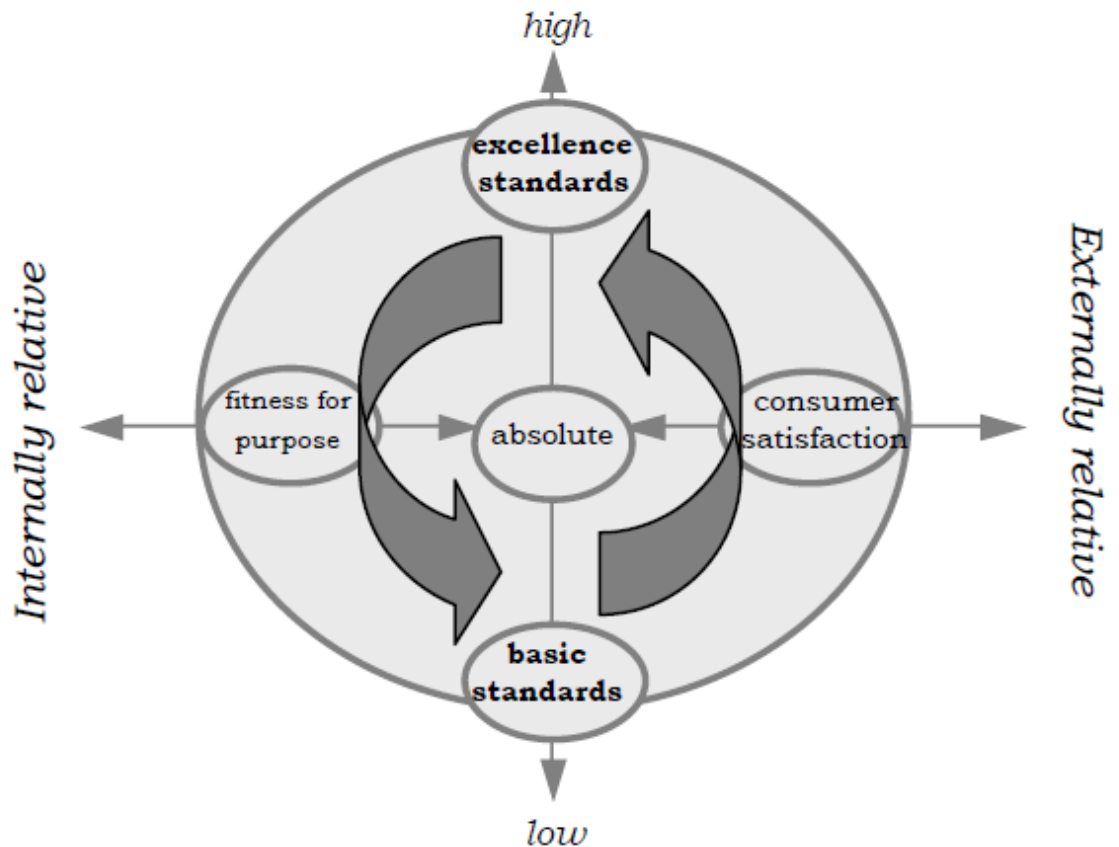 high
excellence
standards
Internally relative
fitness for
purpose
absolute
consumer
satisfaction
Externally relative
basic
standards
low